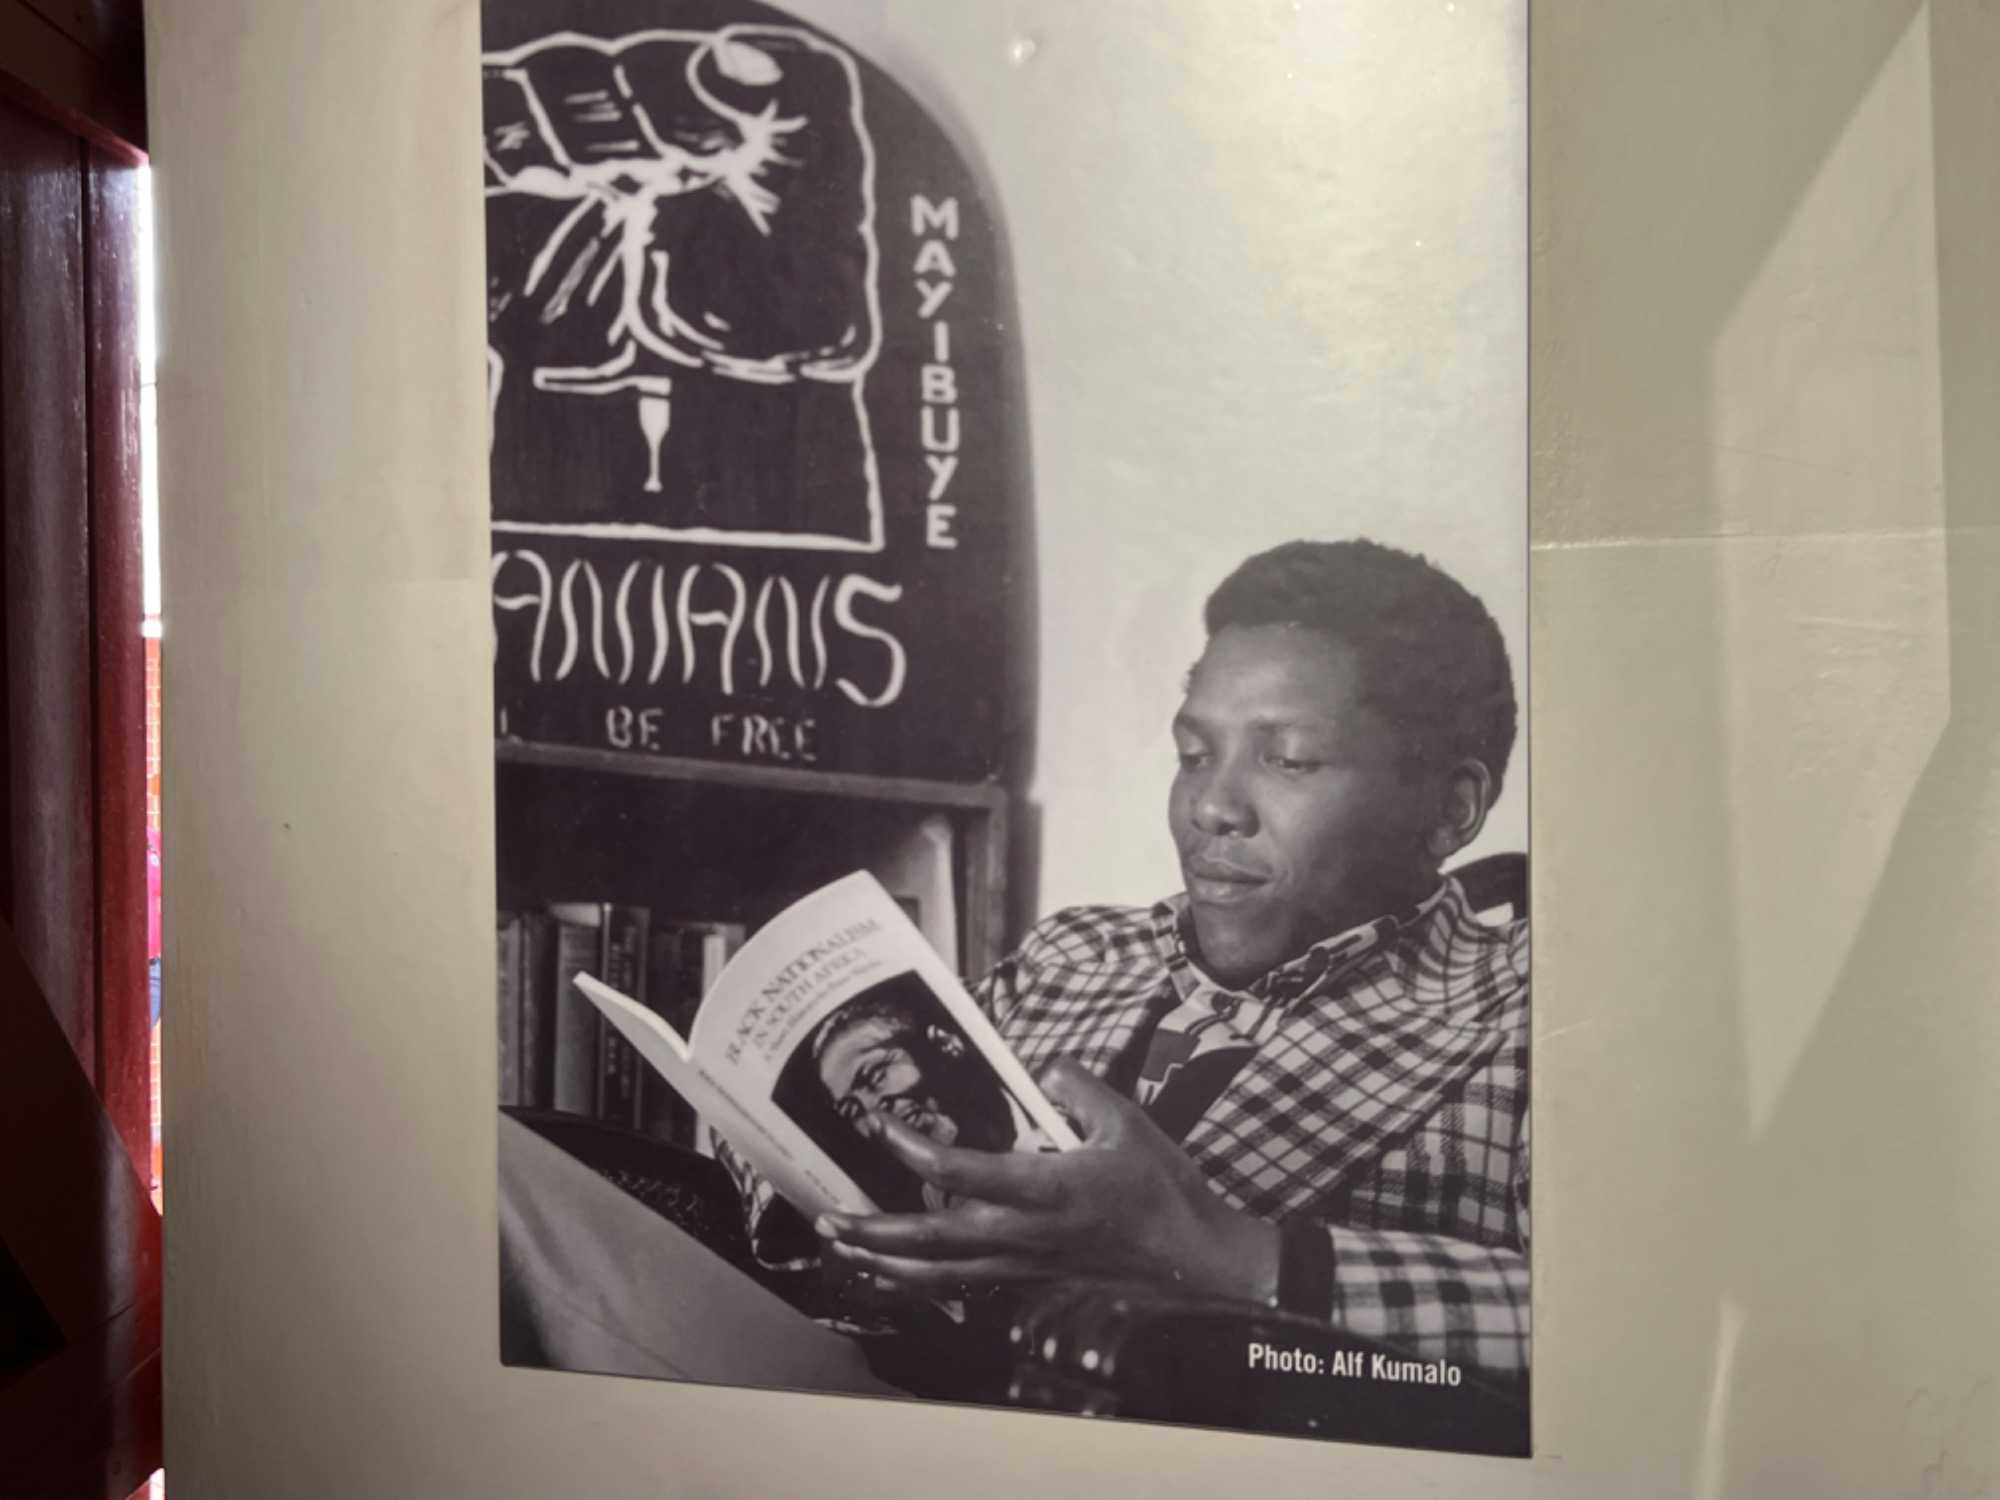 MAYIBUYE
ANIANS
L BE FREE
BLACK NATIONALISM
IN SOUTH AFRICA
Photo: Alf Kumalo